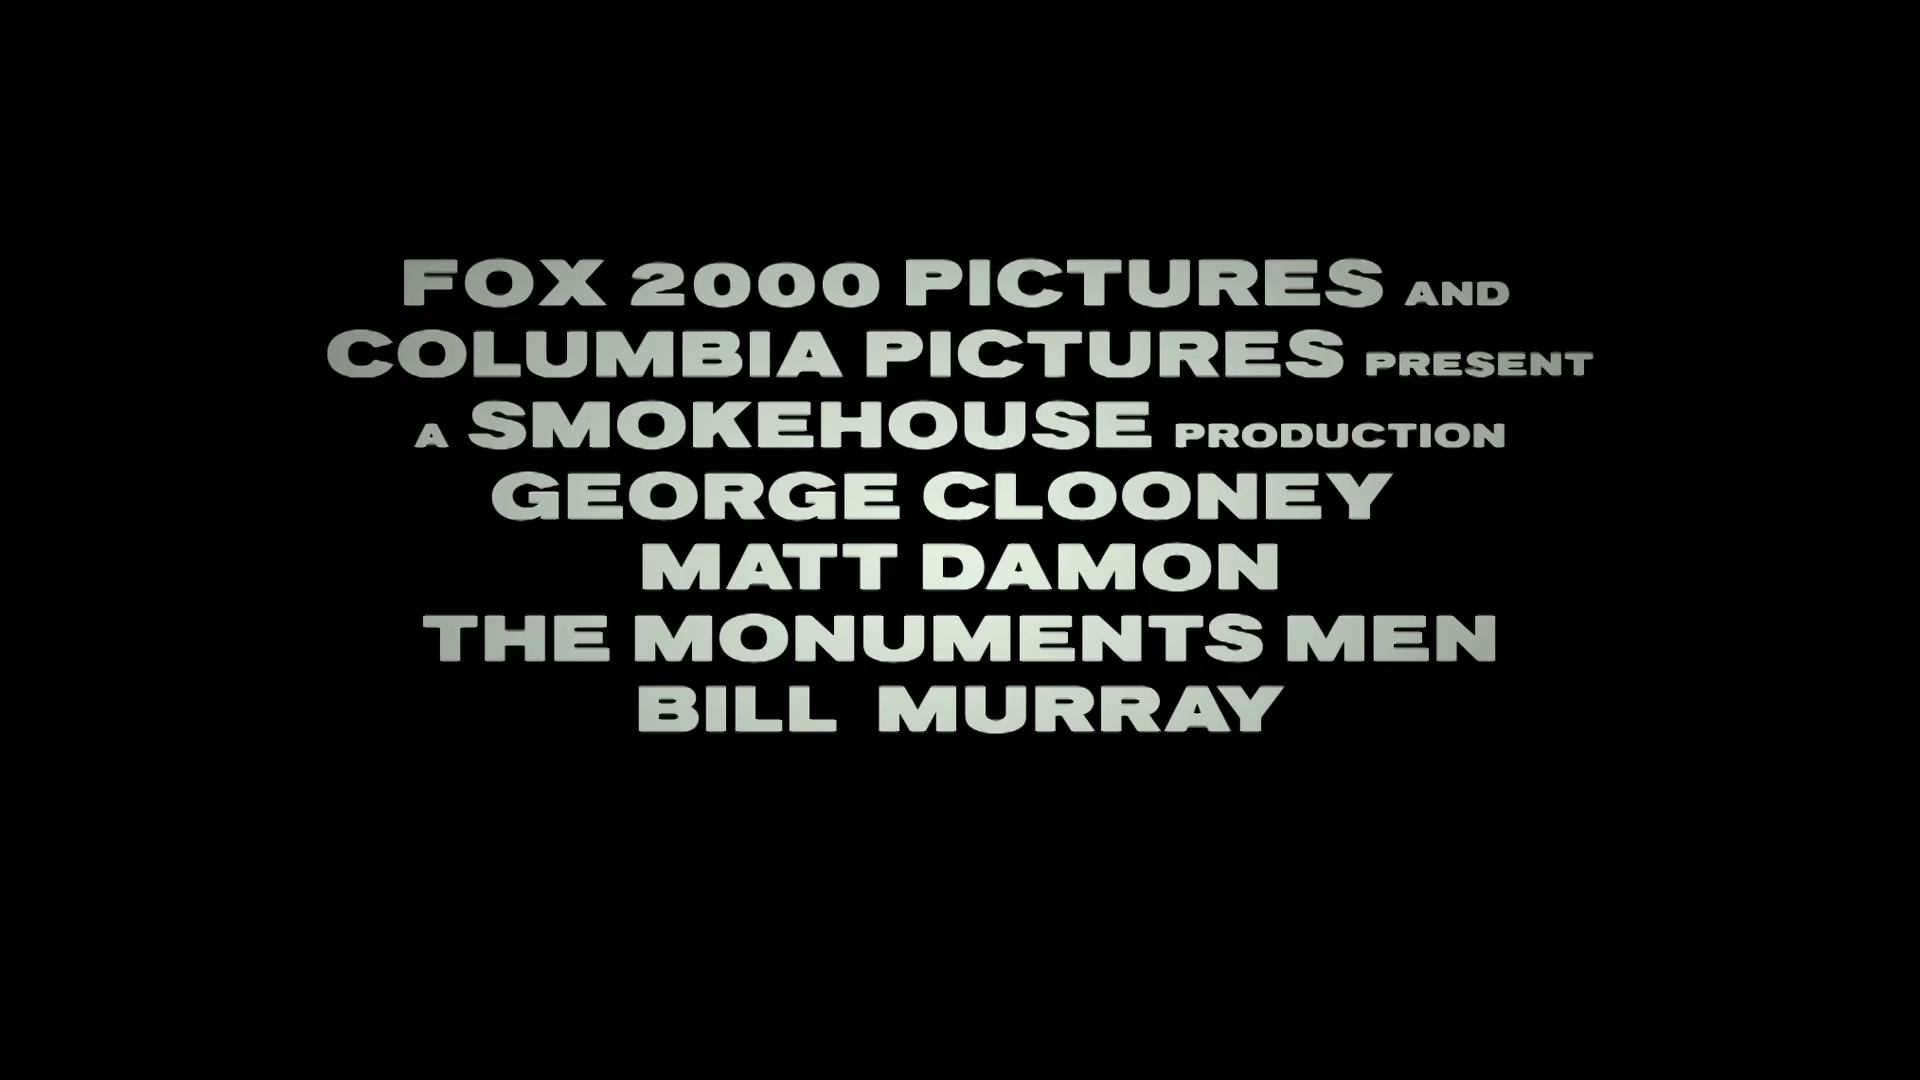 FOX 2000 PICTURES AND
COLUMBIA PICTURES PRESENT
A SMOKEHOUSE PRODUCTION
GEORGE CLOONEY
MATT DAMON
THE MONUMENTS MEN
BILL MURRAY